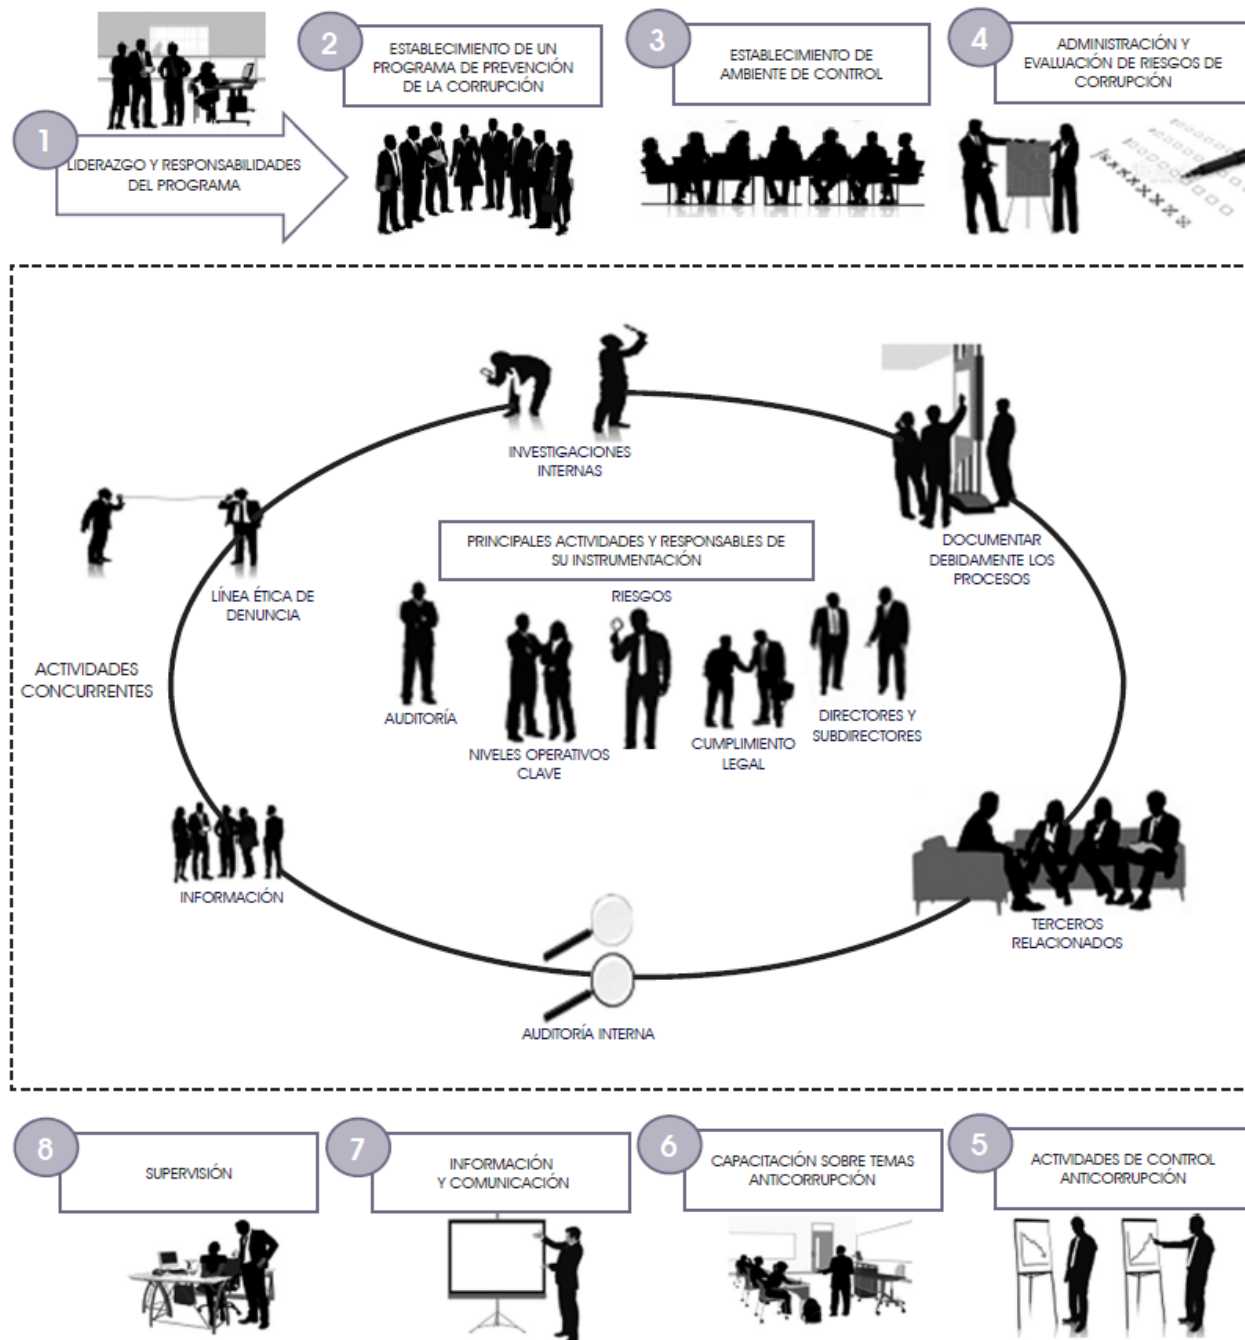 1
LIDERAZGO Y RESPONSABILIDADES
DEL PROGRAMA
2
ESTABLECIMIENTO DE UN
PROGRAMA DE PREVENCIÓN
DE LA CORRUPCIÓN
3
ESTABLECIMIENTO DE
AMBIENTE DE CONTROL
4
ADMINISTRACIÓN Y
EVALUACIÓN DE RIESGOS DE
CORRUPCIÓN
INVESTIGACIONES
INTERNAS
DOCUMENTAR
DEBIDAMENTE LOS
PROCESOS
LÍNEA ÉTICA DE
DENUNCIA
PRINCIPALES ACTIVIDADES Y RESPONSABLES DE
SU INSTRUMENTACIÓN
RIESGOS
ACTIVIDADES
CONCURRENTES
AUDITORÍA
NIVELES OPERATIVOS
CLAVE
CUMPLIMIENTO
LEGAL
DIRECTORES Y
SUBDIRECTORES
INFORMACIÓN
TERCEROS
RELACIONADOS
AUDITORÍA INTERNA
8
SUPERVISIÓN
7
INFORMACIÓN
Y COMUNICACIÓN
6
CAPACITACIÓN SOBRE TEMAS
ANTICORRUPCIÓN
5
ACTIVIDADES DE CONTROL
ANTICORRUPCIÓN